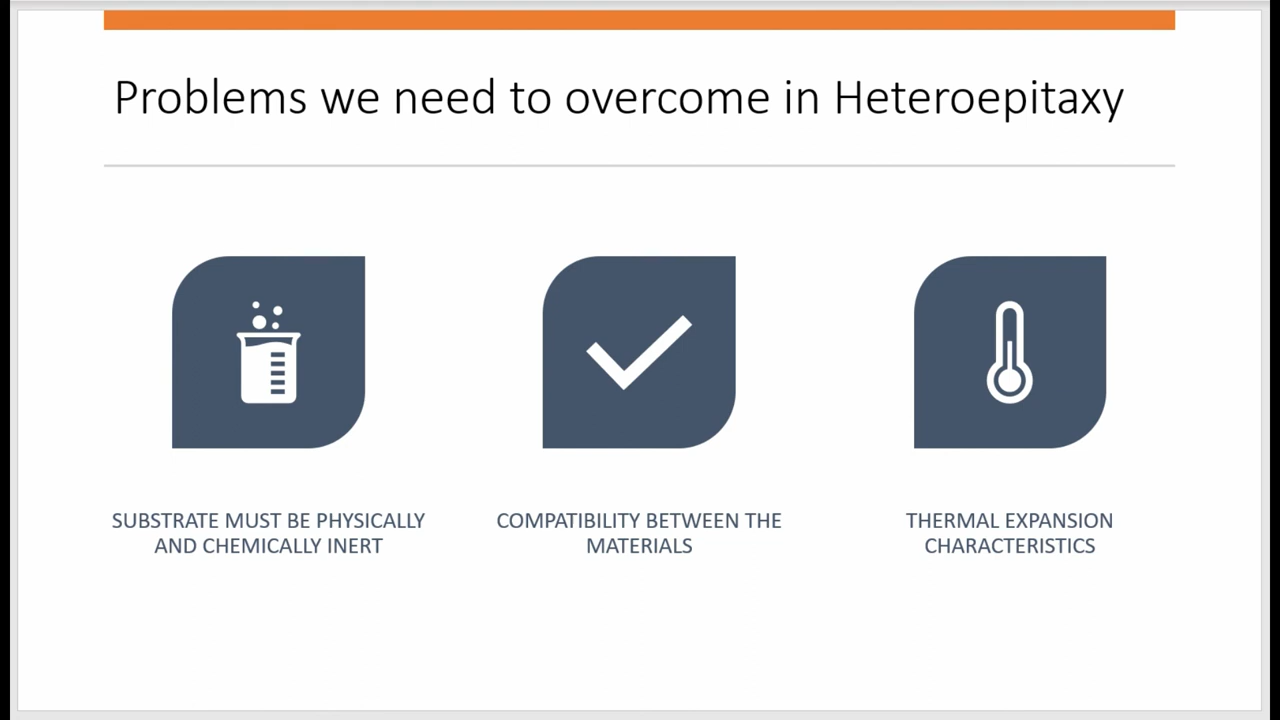 Problems we need to overcome in Heteroepitaxy
SUBSTRATE MUST BE PHYSICALLY
AND CHEMICALLY INERT
COMPATIBILITY BETWEEN THE
MATERIALS
THERMAL EXPANSION
CHARACTERISTICS